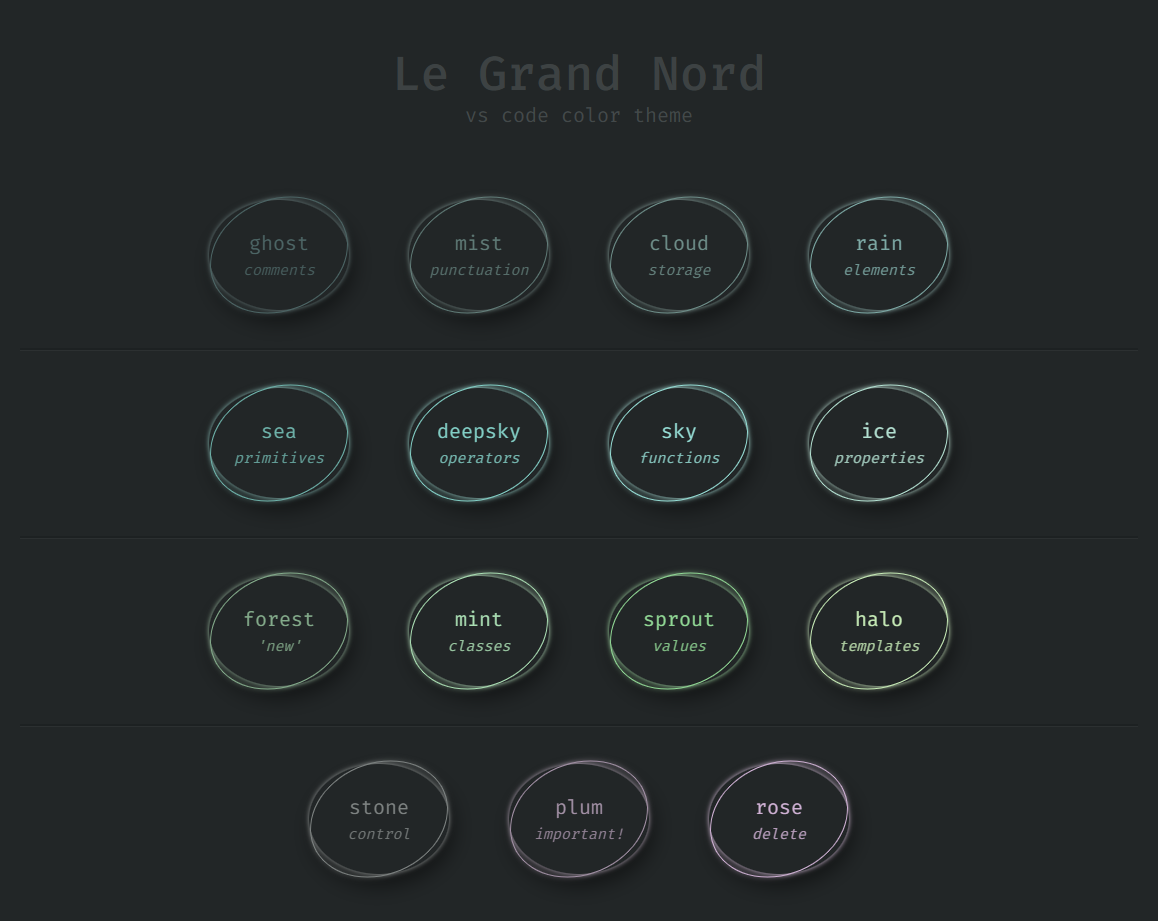 Le Grand Nord
vs code color theme
ghost
comments
mist
punctuation
cloud
storage
rain
elements
sea
primitives
deepsky
operators
sky
functions
ice
properties
forest
'new'
mint
classes
sprout
values
halo
templates
stone
control
plum
important!
rose
delete